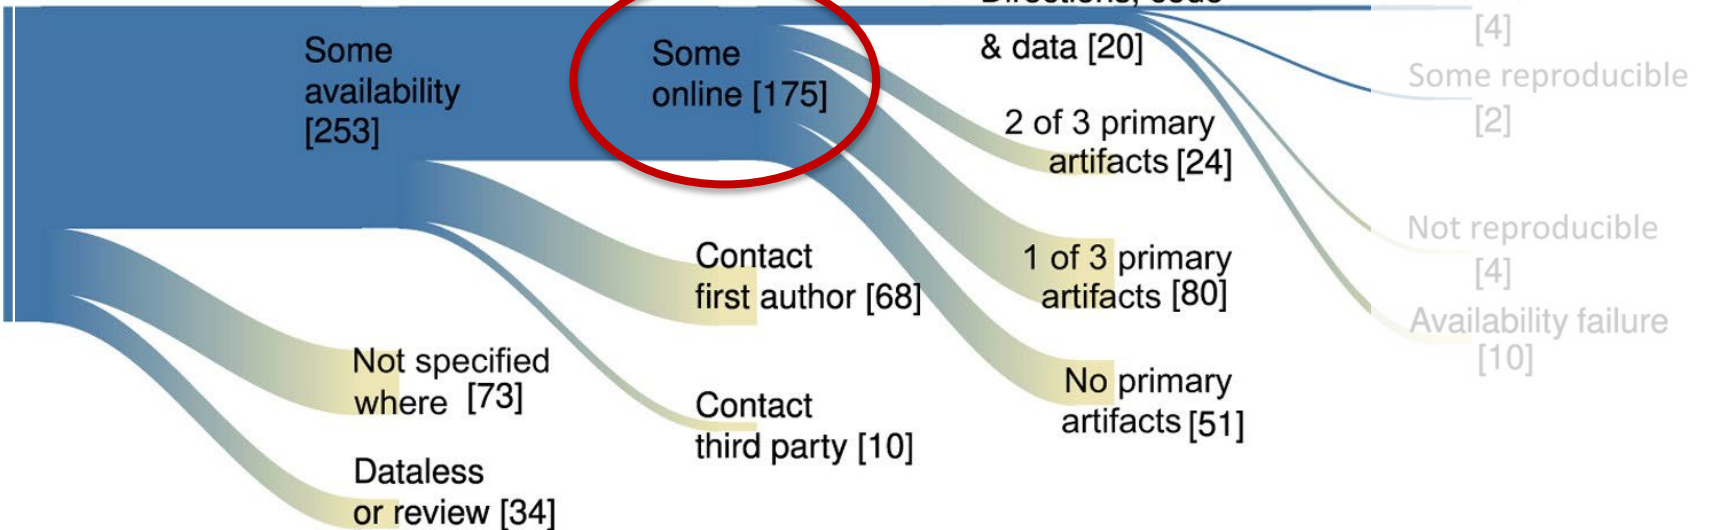 Some
availability
[253]
Some
online [175]
Directions, code
& data [20]
2 of 3 primary
artifacts [24]
1 of 3 primary
artifacts [80]
No primary
artifacts [51]
Contact
first author [68]
Contact
third party [10]
Not specified
where [73]
Dataless
or review [34]
[4]
Some reproducible
[2]
Not reproducible
[4]
Availability failure
[10]